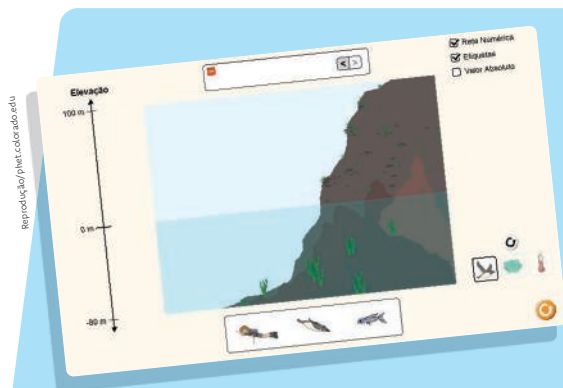 Reprodução/phet.colorado.edu
Elevação
100 m
0 m
-80 m
Reta Numérica
Etiquetas
Valor Absoluto